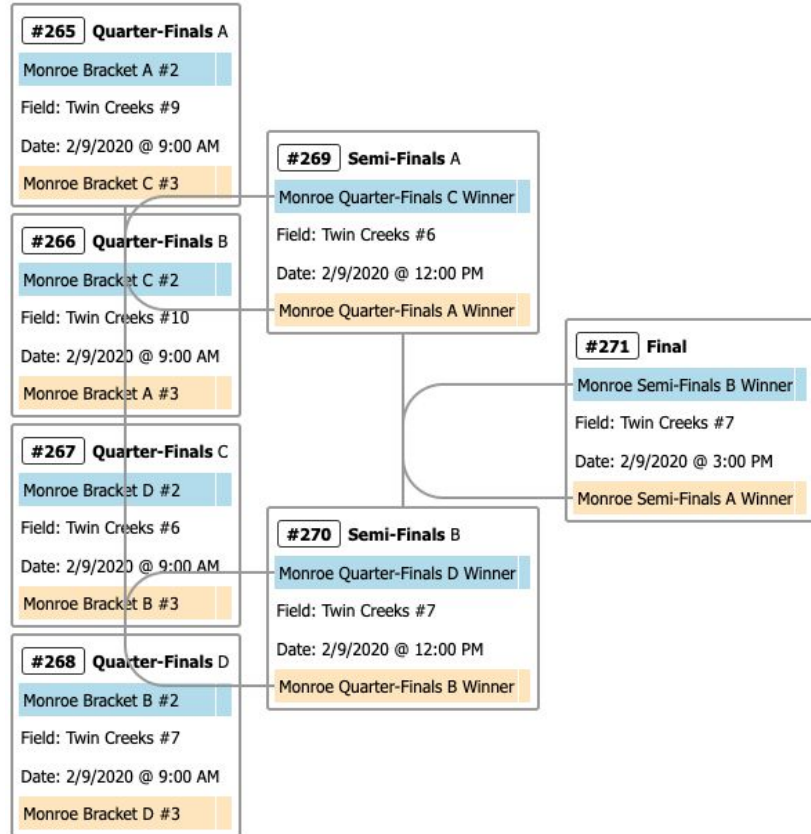 #265 Quarter-Finals A
Monroe Bracket A #2
Field: Twin Creeks #9
Date: 2/9/2020 @ 9:00 AM
Monroe Bracket C #3
#266 Quarter-Finals B
Monroe Bracket C #2
Field: Twin Creeks #10
Date: 2/9/2020 @ 9:00 AM
Monroe Bracket A #3
#267 Quarter-Finals C
Monroe Bracket D #2
Field: Twin Creeks #6
Date: 2/9/2020 @ 9:00 AM
Monroe Bracket B #3
#268 Quarter-Finals D
Monroe Bracket B #2
Field: Twin Creeks #7
Date: 2/9/2020 @ 9:00 AM
Monroe Bracket D #3
#269 Semi-Finals A
Monroe Quarter-Finals C Winner
Field: Twin Creeks #6
Date: 2/9/2020 @ 12:00 PM
Monroe Quarter-Finals A Winner
#270 Semi-Finals B
Monroe Quarter-Finals D Winner
Field: Twin Creeks #7
Date: 2/9/2020 @ 12:00 PM
Monroe Quarter-Finals B Winner
#271 Final
Monroe Semi-Finals B Winner
Field: Twin Creeks #7
Date: 2/9/2020 @ 3:00 PM
Monroe Semi-Finals A Winner